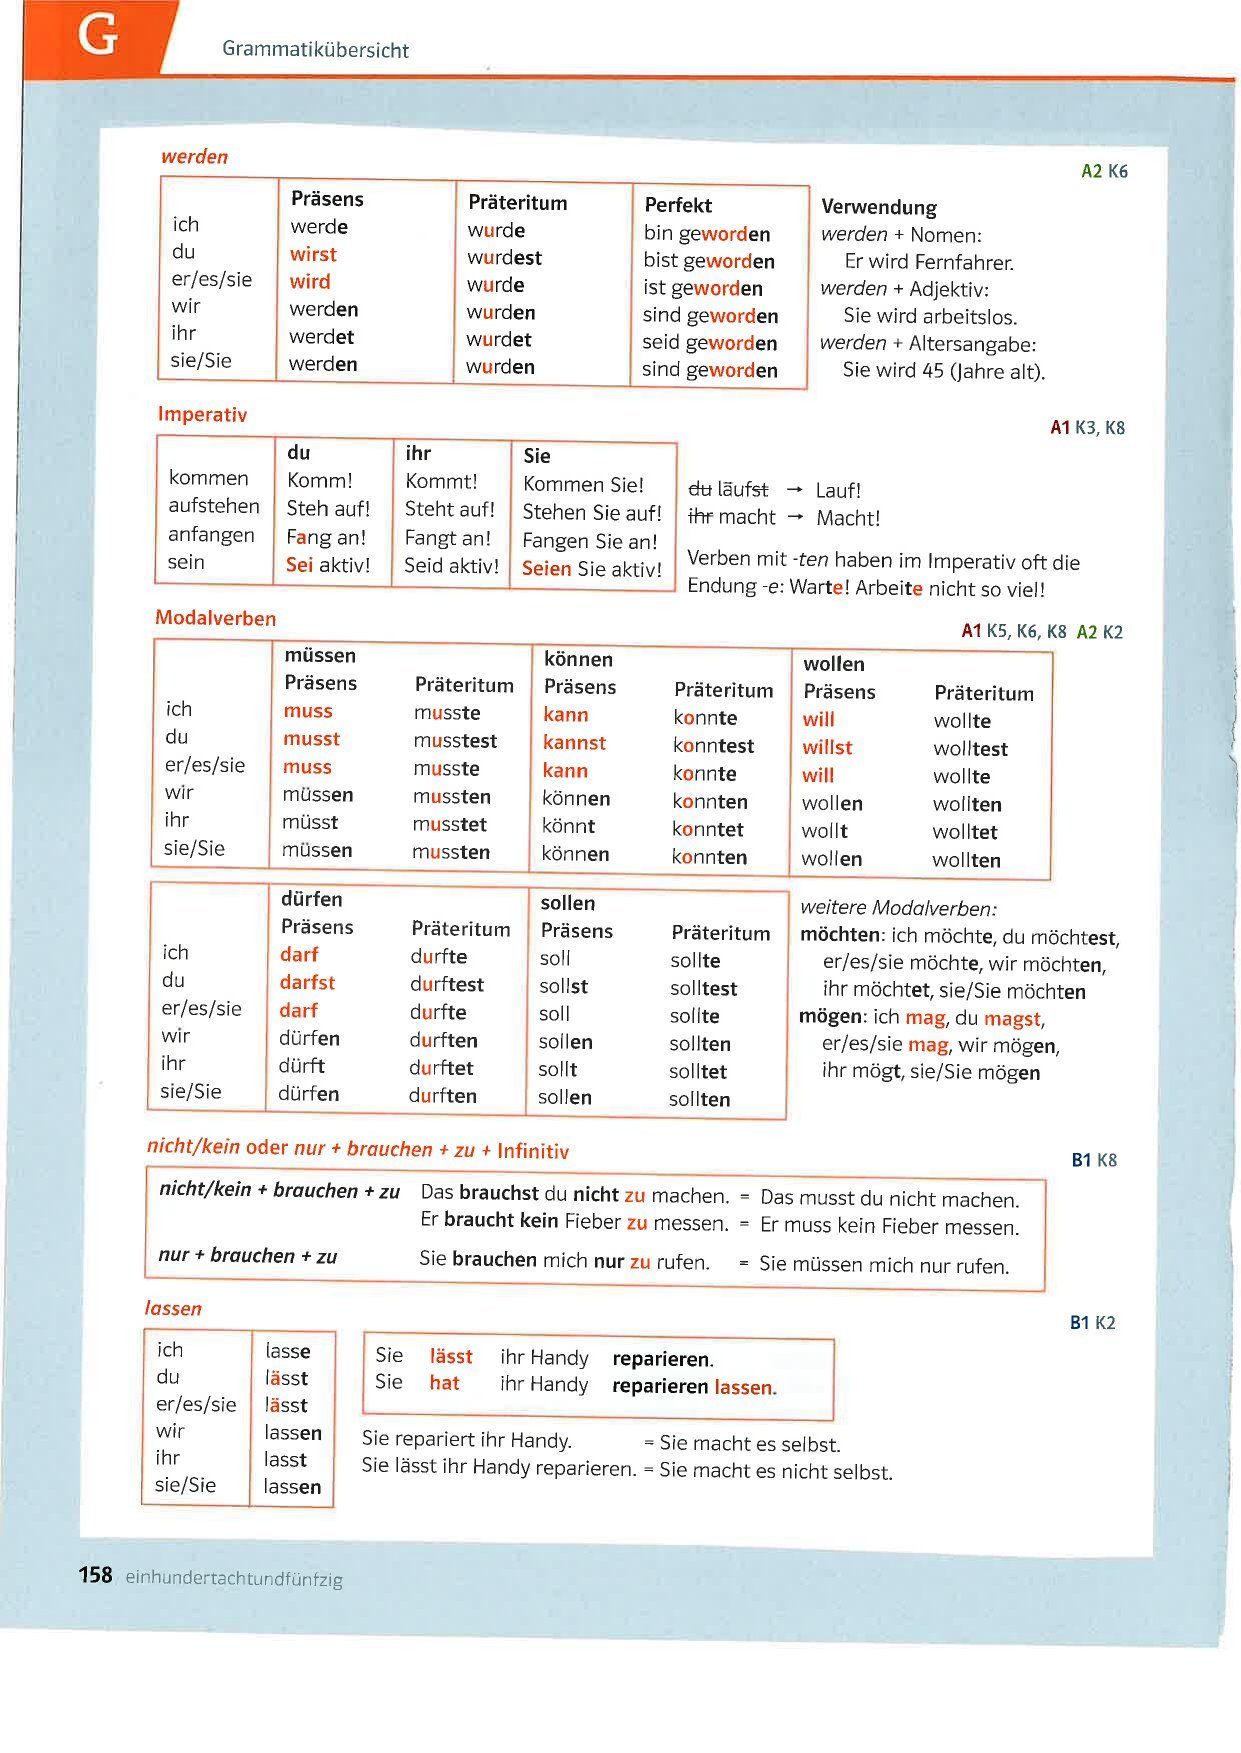 G
Grammatikübersicht
werden
A2 K6
Präsens Präteritum Perfekt Verwendung
ich werde wurde bin geworden werden + Nomen:
du wirst wurdest bist geworden Er wird Fernfahrer.
er/es/sie wird wurde ist geworden werden + Adjektiv:
wir werden wurden sind geworden Sie wird arbeitslos.
ihr werdet wurdet seid geworden werden + Altersangabe:
sie/Sie werden wurden sind geworden Sie wird 45 (Jahre alt).
Imperativ
A1 K3, K8
du ihr Sie
kommen Komm! Kommt! Kommen Sie! du läufst → Lauf!
aufstehen Steh auf! Steht auf! Stehen Sie auf! ihr macht → Macht!
anfangen Fang an! Fangt an! Fangen Sie an! Verben mit -ten haben im Imperativ oft die
sein Sei aktiv! Seid aktiv! Seien Sie aktiv! Endung -e: Warte! Arbeite nicht so viel!
Modalverben
A1 K5, K6, K8 A2 K2
müssen können wollen
Präsens Präteritum Präsens Präteritum Präsens Präteritum
ich muss musste kann konnte will wollte
du musst musstest kannst konntest willst wolltest
er/es/sie muss musste kann konnte will wollte
wir müssen mussten können konnten wollen wollten
ihr müsst musstet könnt konntet wollt wolltet
sie/Sie müssen mussten können konnten wollen wollten
dürfen sollen weitere Modalverben:
Präsens Präteritum Präsens Präteritum möchten: ich möchte, du möchtest,
ich darf durfte soll sollte er/es/sie möchte, wir möchten,
du darfst durftest sollst solltest ihr möchtet, sie/Sie möchten
er/es/sie darf durfte soll sollte mögen: ich mag, du magst,
wir dürfen durften sollen sollten er/es/sie mag, wir mögen,
ihr dürft durftet sollt solltet ihr mögt, sie/Sie mögen
sie/Sie dürfen durften sollen sollten
nicht/kein oder nur + brauchen + zu + Infinitiv
B1 K8
nicht/kein + brauchen + zu Das brauchst du nicht zu machen. = Das musst du nicht machen.
Er braucht kein Fieber zu messen. = Er muss kein Fieber messen.
nur + brauchen + zu Sie brauchen mich nur zu rufen. = Sie müssen mich nur rufen.
lassen
B1 K2
ich lasse Sie lässt ihr Handy reparieren.
du lässt Sie hat ihr Handy reparieren lassen.
er/es/sie lässt
wir lassen Sie repariert ihr Handy. = Sie macht es selbst.
ihr lasst Sie lässt ihr Handy reparieren. = Sie macht es nicht selbst.
sie/Sie lassen
158 einhundertachtundfünfzig